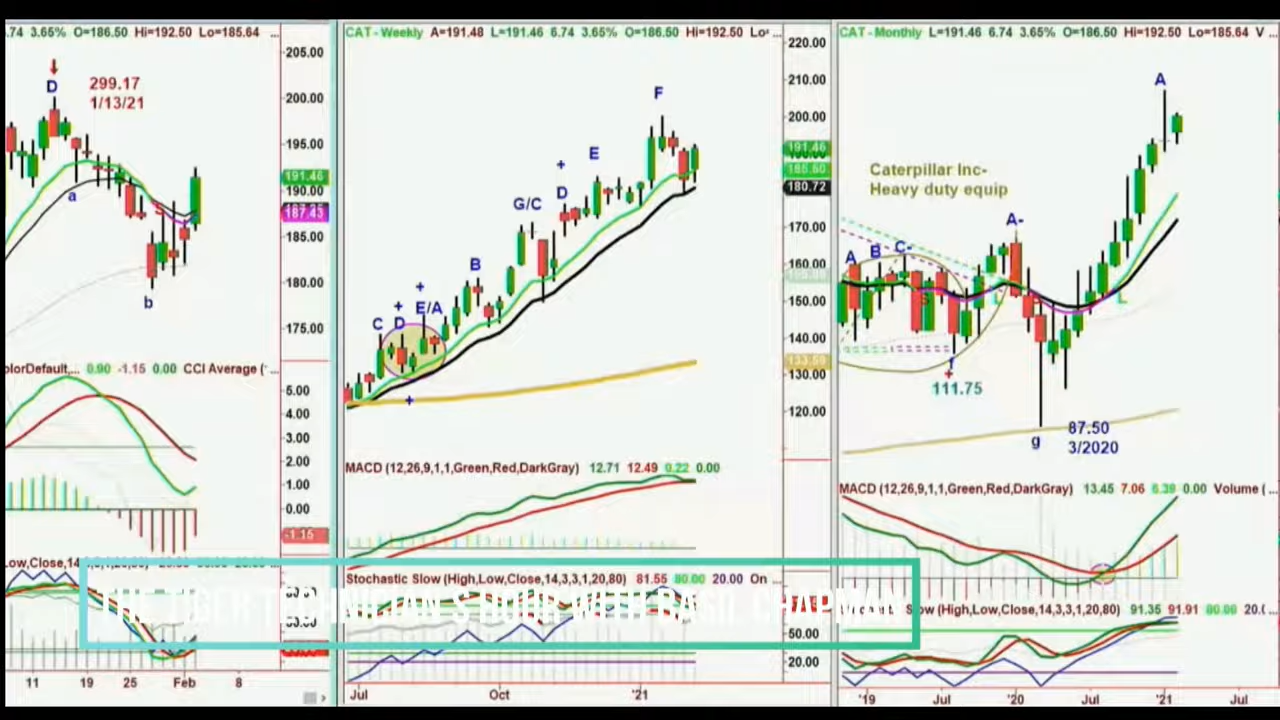 .74 3.65% O=186.50 Hi=192.50 Lo=185.64 ...
205.00
D
299.17
1/13/21
200.00
195.00
191.46
190.00
187.43
a
185.00
180.00
b
175.00
olorDefault,... 0.90 -1.15 0.00 CCI Average (
5.00
4.00
3.00
2.00
1.00
0.00
-1.15
11 19 25 Feb 8
CAT - Weekly A=191.48 L=191.46 6.74 3.65% O=186.50 Hi=192.50 Lo ...
220.00
210.00
F
200.00
191.46
E
+
185.60
180.72
D
G/C
170.00
B
160.00
+
+
E/A
150.00
C
D
140.00
133.59
130.00
120.00
+
MACD (12,26,9,1,1,Green,Red,DarkGray) 12.71 12.49 0.22 0.00
Stochastic Slow (High,Low,Close,14,3,3,1,20,80) 81.55 80.00 20.00 On ...
50.00
20.00
Jul Oct '21
CAT - Monthly L=191.46 6.74 3.65% O=186.50 Hi=192.50 Lo=185.64 V ...
A
Caterpillar Inc-
Heavy duty equip
A-
A B C-
S
L
L
f
+
111.75
87.50
g
3/2020
MACD (12,26,9,1,1,Green,Red,DarkGray) 13.45 7.06 6.39 0.00 Volume (...
Slow (High,Low,Close,14,3,3,1,20,80) 91.35 91.91 80.00 20.( ...
'19 Jul '20 Jul '21 Jul